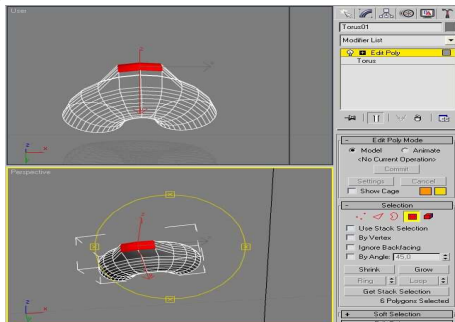 User
Torus01
Modifier List
Edit Poly
Torus
Edit Poly Mode
Model Animate
<No Current Operation>
Commit
Settings Cancel
Show Cage
Selection
Use Stack Selection
By Vertex
Ignore Backfacing
By Angle: 45.0
Shrink Grow
Ring Loop
Get Stack Selection
6 Polygons Selected
Soft Selection
Perspective